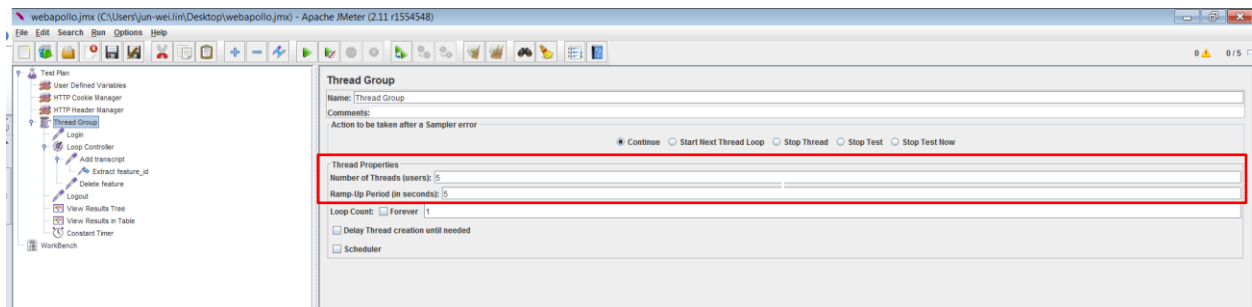 webapollo.jmx (C:\Users\jun-wei.lin\Desktop\webapollo.jmx) - Apache JMeter (2.11 r1554548)
File Edit Search Run Options Help
0 0/5
Test Plan
User Defined Variables
HTTP Cookie Manager
HTTP Header Manager
Thread Group
Login
Loop Controller
Add transcript
Extract feature_id
Delete feature
Logout
View Results Tree
View Results in Table
Constant Timer
WorkBench
Thread Group
Name: Thread Group
Comments:
Action to be taken after a Sampler error
Continue Start Next Thread Loop Stop Thread Stop Test Stop Test Now
Thread Properties
Number of Threads (users): 5
Ramp-Up Period (in seconds): 5
Loop Count: Forever 1
Delay Thread creation until needed
Scheduler